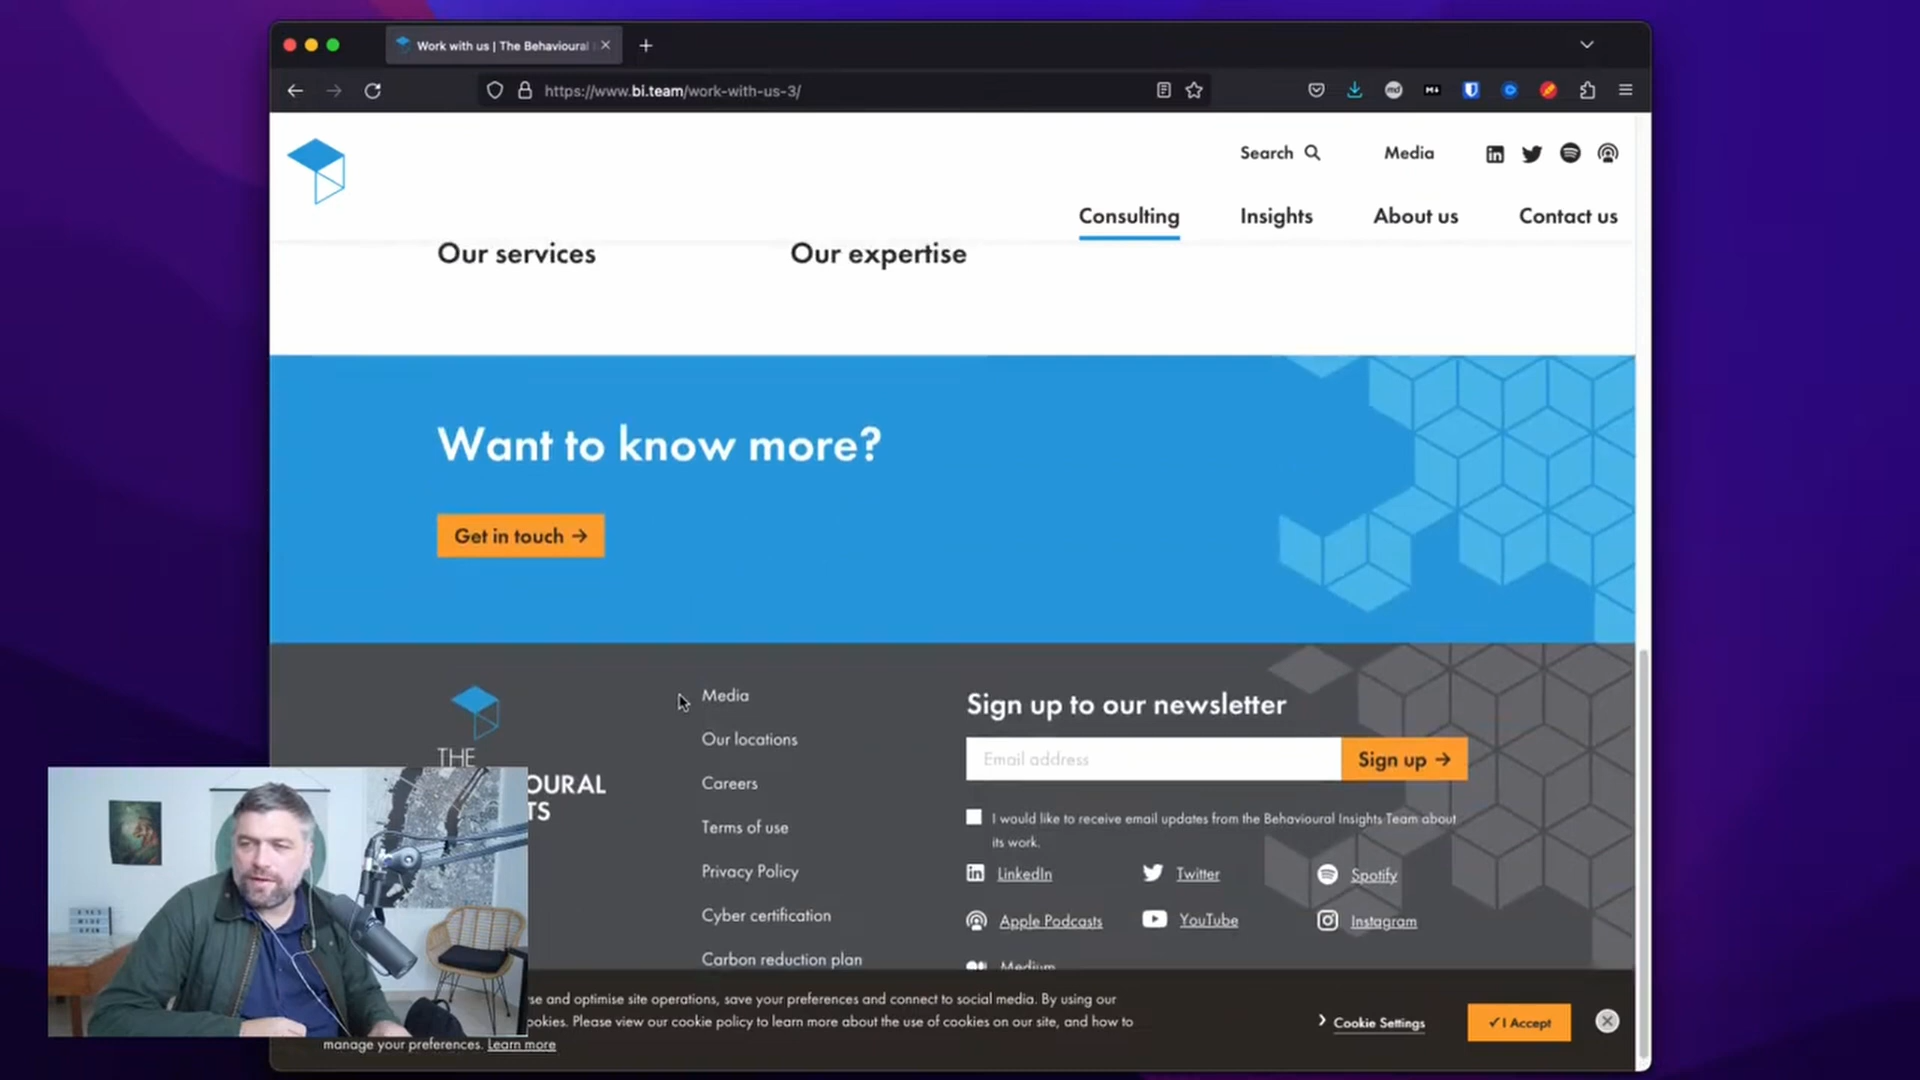 Work with us | The Behavioural
https://www.bi.team/work-with-us-3/
Search
Media
Consulting
Insights
About us
Contact us
Our services
Our expertise
Want to know more?
Get in touch →
THE
OURAL
TS
Media
Our locations
Careers
Terms of use
Privacy Policy
Cyber certification
Carbon reduction plan
Sign up to our newsletter
Email address
Sign up →
I would like to receive email updates from the Behavioural Insights Team about
its work.
LinkedIn
Twitter
Spotify
Apple Podcasts
YouTube
Instagram
Medium
se and optimise site operations, save your preferences and connect to social media. By using our
ookies. Please view our cookie policy to learn more about the use of cookies on our site, and how to
manage your preferences. Learn more
Cookie Settings
✓I Accept